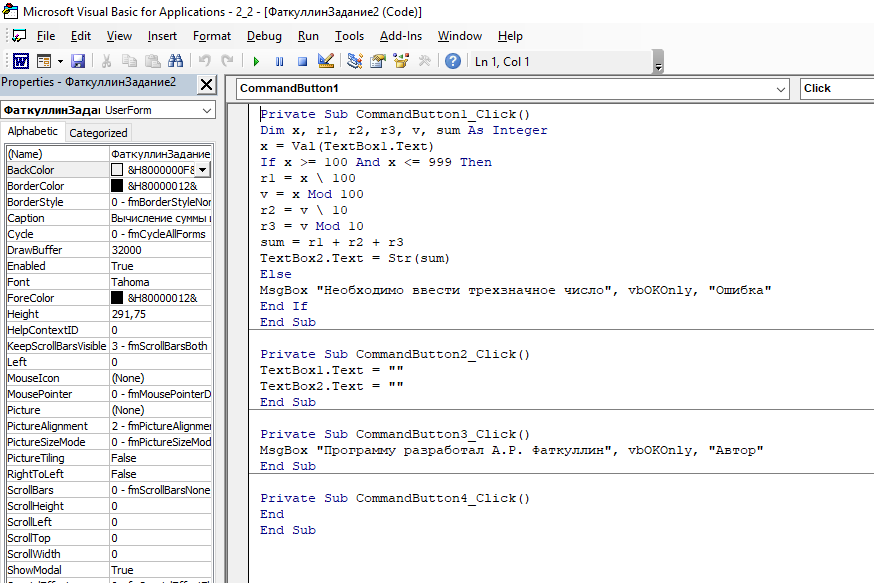 Microsoft Visual Basic for Applications - 2_2 - [ФаткуллинЗадание2 (Code)]
File Edit View Insert Format Debug Run Tools Add-Ins Window Help
Ln 1, Col 1
Properties - ФаткуллинЗадание2
ФаткуллинЗадаı UserForm
Alphabetic Categorized
(Name) ФаткуллинЗадание
BackColor &H8000000F&
BorderColor &H80000012&
BorderStyle 0 - fmBorderStyleNor
Caption Вычисление суммы
Cycle 0 - fmCycleAllForms
DrawBuffer 32000
Enabled True
Font Tahoma
ForeColor &H80000012&
Height 291,75
HelpContextID 0
KeepScrollBarsVisible 3 - fmScrollBarsBoth
Left 0
MouseIcon (None)
MousePointer 0 - fmMousePointerD
Picture (None)
PictureAlignment 2 - fmPictureAlignmer
PictureSizeMode 0 - fmPictureSizeMod
PictureTiling False
RightToLeft False
ScrollBars 0 - fmScrollBarsNone
ScrollHeight 0
ScrollLeft 0
ScrollTop 0
ScrollWidth 0
ShowModal True
CommandButton1
Click
Private Sub CommandButton1_Click()
Dim x, r1, r2, r3, v, sum As Integer
x = Val(TextBox1.Text)
If x >= 100 And x <= 999 Then
r1 = x \ 100
v = x Mod 100
r2 = v \ 10
r3 = v Mod 10
sum = r1 + r2 + r3
TextBox2.Text = Str(sum)
Else
MsgBox "Необходимо ввести трехзначное число", vbOKOnly, "Ошибка"
End If
End Sub
Private Sub CommandButton2_Click()
TextBox1.Text = ""
TextBox2.Text = ""
End Sub
Private Sub CommandButton3_Click()
MsgBox "Программу разработал А.Р. Фаткуллин", vbOKOnly, "Автор"
End Sub
Private Sub CommandButton4_Click()
End
End Sub